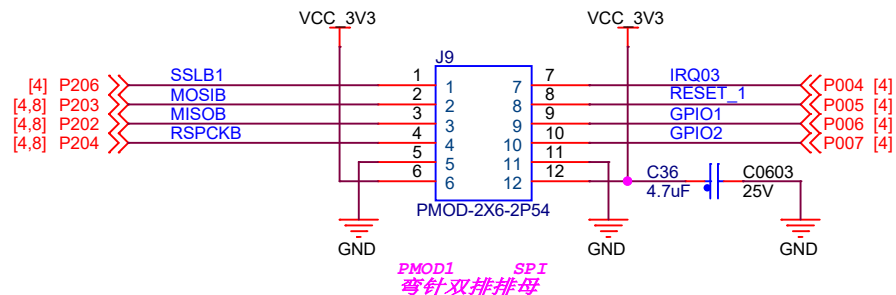 VCC_3V3 VCC_3V3
J9
[4] P206 SSLB1 1 1 7 7 IRQ03 P004 [4]
[4,8] P203 MOSIB 2 2 8 8 RESET_1 P005 [4]
[4,8] P202 MISOB 3 3 9 9 GPIO1 P006 [4]
[4,8] P204 RSPCKB 4 4 10 10 GPIO2 P007 [4]
5 5 11 11
6 6 12 12 C36 C0603
4.7uF 25V
PMOD-2X6-2P54
GND GND GND
PMOD1 SPI
弯针双排排母